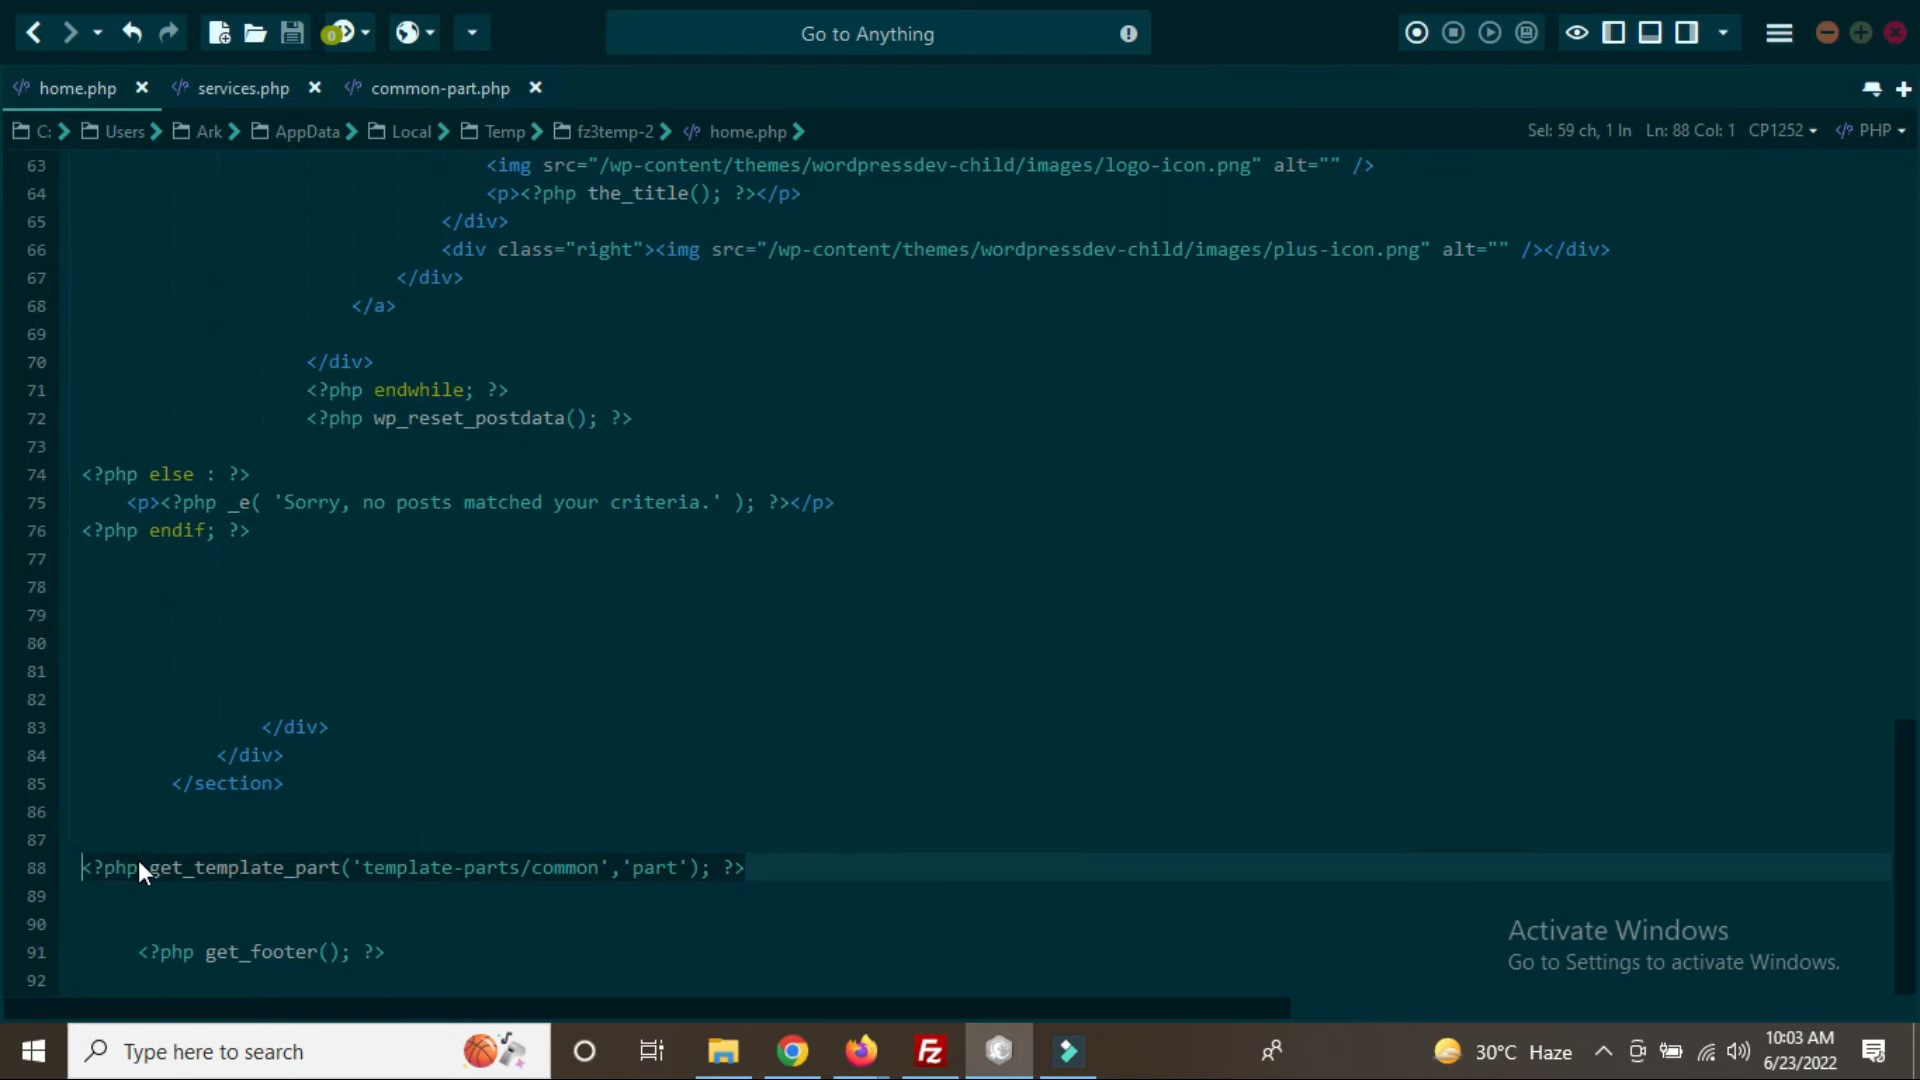 Go to Anything
home.php
services.php
common-part.php
C: Users Ark AppData Local Temp fz3temp-2 home.php
Sel: 59 ch, 1 ln Ln: 88 Col: 1 CP1252 PHP
63 <img src="/wp-content/themes/wordpressdev-child/images/logo-icon.png" alt="" />
64 <p><?php the_title(); ?></p>
65 </div>
66 <div class="right"><img src="/wp-content/themes/wordpressdev-child/images/plus-icon.png" alt="" /></div>
67 </div>
68 </a>
69
70 </div>
71 <?php endwhile; ?>
72 <?php wp_reset_postdata(); ?>
73
74 <?php else : ?>
75 <p><?php _e( 'Sorry, no posts matched your criteria.' ); ?></p>
76 <?php endif; ?>
77
78
79
80
81
82
83 </div>
84 </div>
85 </section>
86
87
88 <?php get_template_part('template-parts/common','part'); ?>
89
90
91 <?php get_footer(); ?>
92
Activate Windows
Go to Settings to activate Windows.
Type here to search
30°C Haze
10:03 AM
6/23/2022